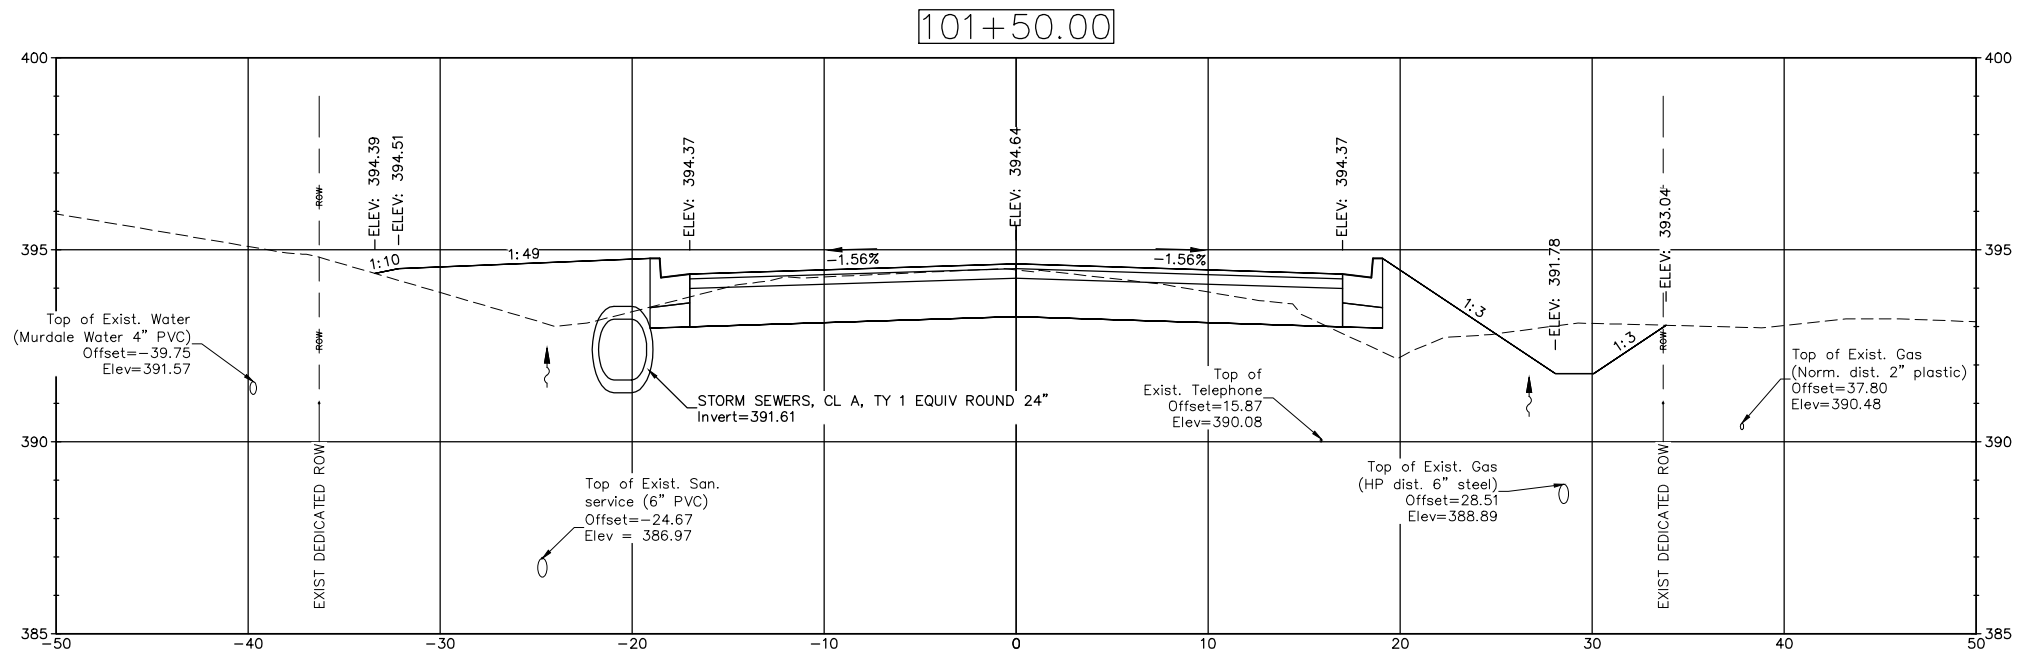 101+50.00
400
400
ELEV: 394.39
ELEV: 394.51
ELEV: 394.37
ELEV: 394.64
ELEV: 394.37
ELEV: 391.78
ELEV: 393.04
ROW
395
395
1:10
1:49
-1.56%
-1.56%
1:3
1:3
ROW
ROW
Top of Exist. Water
(Murdale Water 4" PVC)
Offset=-39.75
Elev=391.57
STORM SEWERS, CL A, TY 1 EQUIV ROUND 24"
Invert=391.61
Top of
Exist. Telephone
Offset=15.87
Elev=390.08
Top of Exist. Gas
(Norm. dist. 2" plastic)
Offset=37.80
Elev=390.48
390
390
EXIST DEDICATED ROW
Top of Exist. San.
service (6" PVC)
Offset=-24.67
Elev = 386.97
Top of Exist. Gas
(HP dist. 6" steel)
Offset=28.51
Elev=388.89
EXIST DEDICATED ROW
385
385
-50
-40
-30
-20
-10
0
10
20
30
40
50